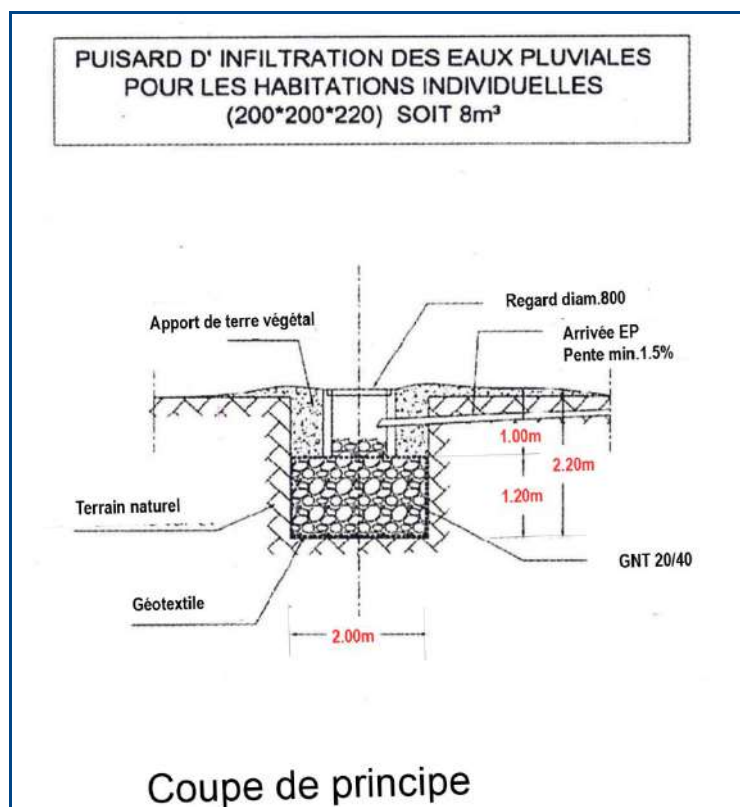 PUISARD D' INFILTRATION DES EAUX PLUVIALES
POUR LES HABITATIONS INDIVIDUELLES
(200*200*220) SOIT 8m³
Regard diam.800
Apport de terre végétal
Arrivée EP
Pente min.1.5%
1.00m
2.20m
1.20m
Terrain naturel
GNT 20/40
Géotextile
2.00m
Coupe de principe